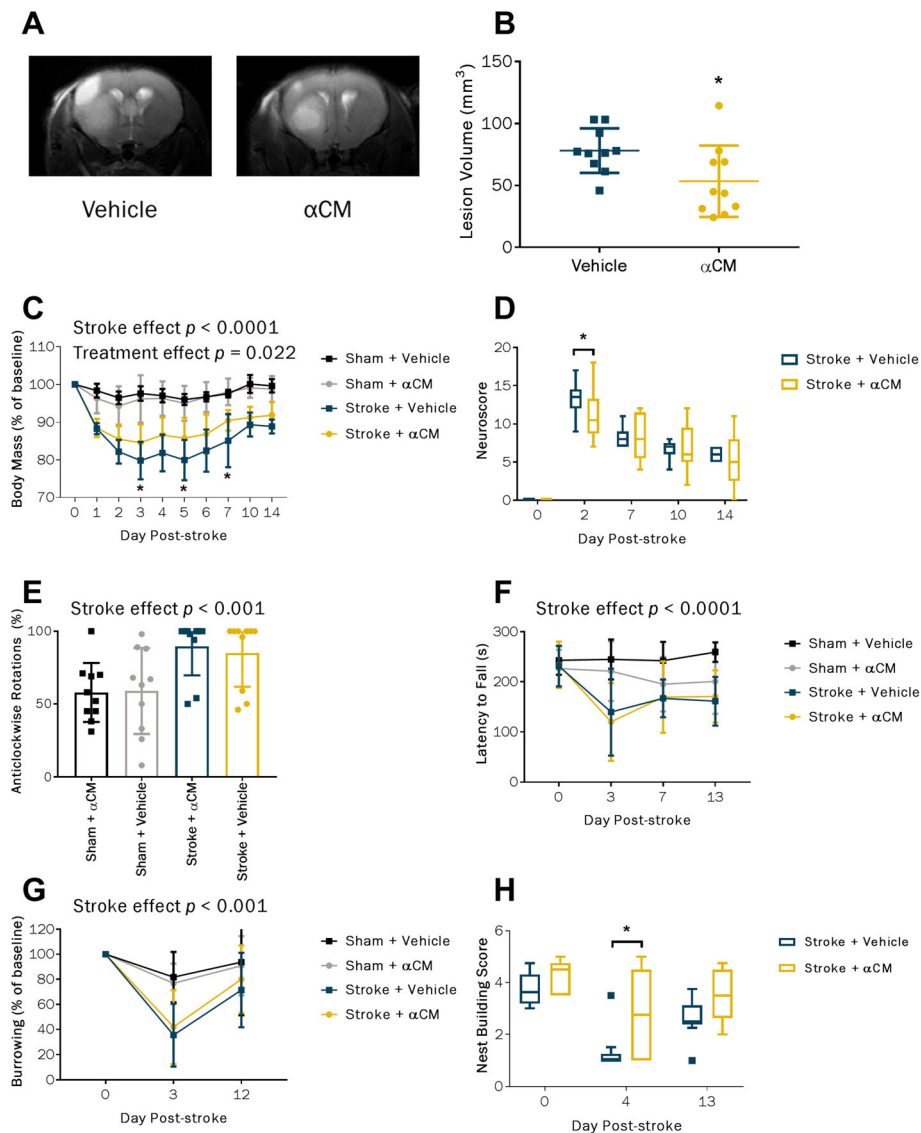 A
Vehicle
αCM
B
Lesion Volume (mm³)
150
100
50
0
*
Vehicle
αCM
C
Stroke effect p < 0.0001
Treatment effect p = 0.022
Body Mass (% of baseline)
110
100
90
80
70
* * *
0 1 2 3 4 5 6 7 10 14
Day Post-stroke
Sham + Vehicle
Sham + αCM
Stroke + Vehicle
Stroke + αCM
D
Neuroscore
20
15
10
5
0
*
0 2 7 10 14
Day Post-stroke
Stroke + Vehicle
Stroke + αCM
E
Stroke effect p < 0.001
Anticlockwise Rotations (%)
100
50
0
Sham + αCM
Sham + Vehicle
Stroke + αCM
Stroke + Vehicle
F
Stroke effect p < 0.0001
Latency to Fall (s)
300
200
100
0
0 3 7 13
Day Post-stroke
Sham + Vehicle
Sham + αCM
Stroke + Vehicle
Stroke + αCM
G
Stroke effect p < 0.001
Burrowing (% of baseline)
120
100
80
60
40
20
0
0 3 12
Day Post-stroke
Sham + Vehicle
Sham + αCM
Stroke + Vehicle
Stroke + αCM
H
Nest Building Score
6
4
2
0
*
0 4 13
Day Post-stroke
Stroke + Vehicle
Stroke + αCM